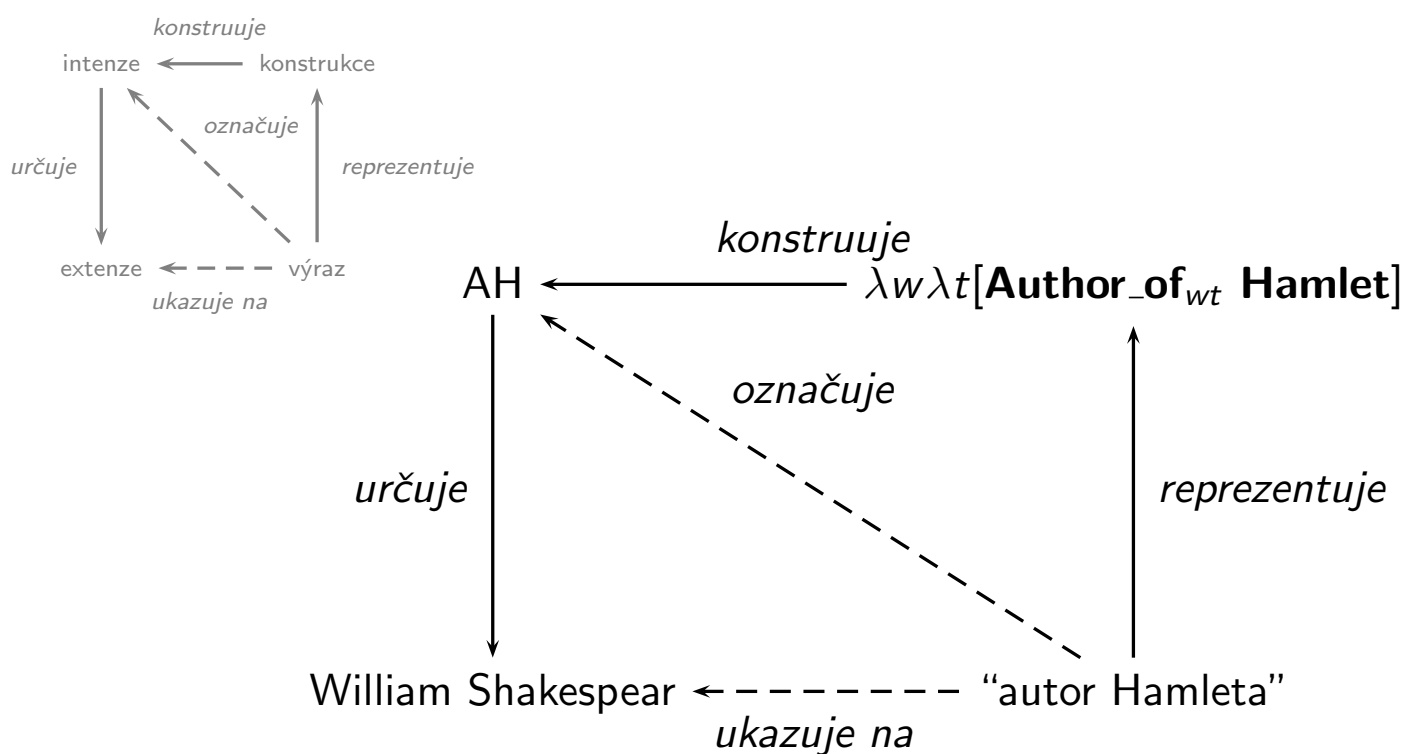 konstruuje
intenze konstrukce
označuje
určuje reprezentuje
extenze výraz
ukazuje na
konstruuje
AH λwλt[Author_of_wt Hamlet]
označuje
určuje reprezentuje
William Shakespear “autor Hamleta”
ukazuje na